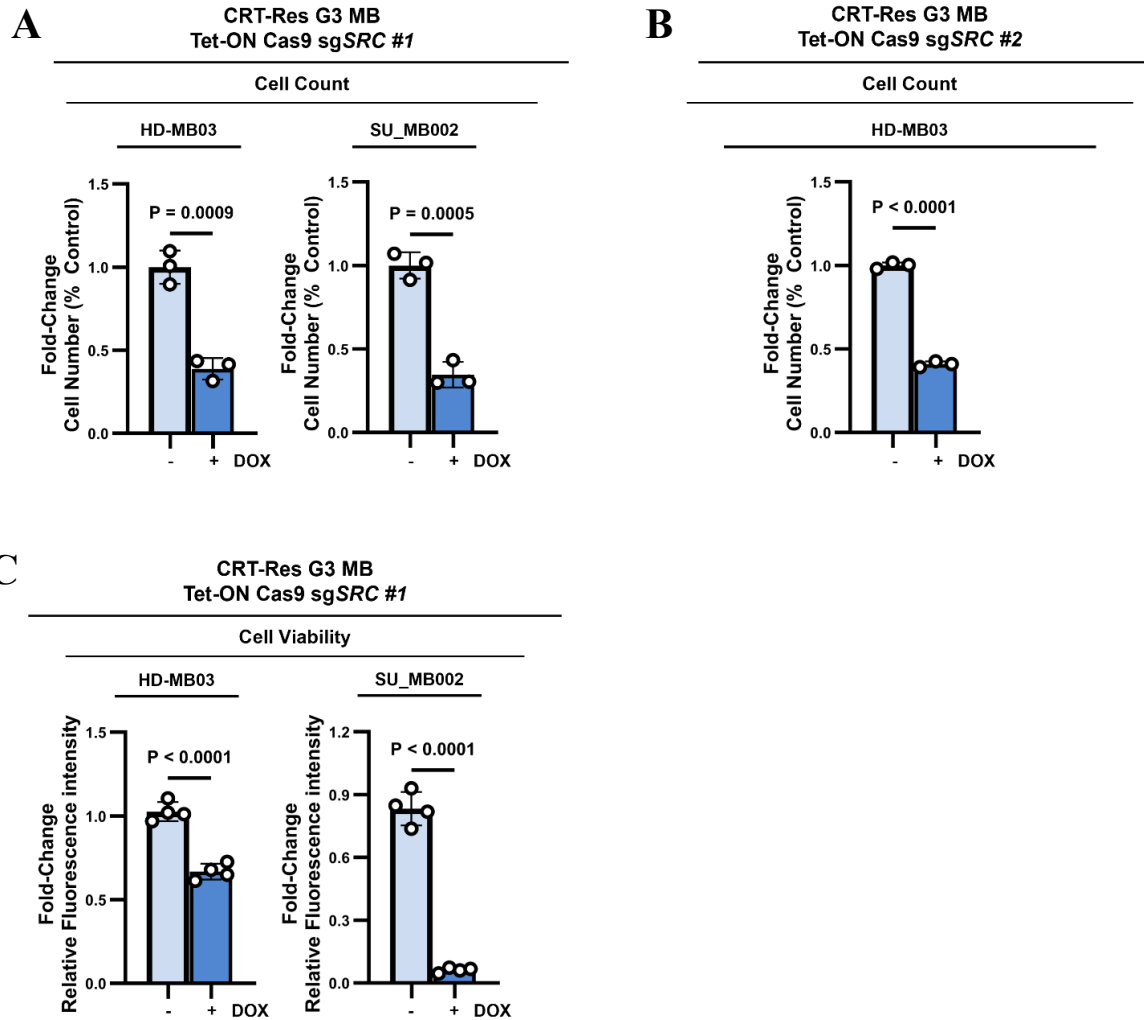 A
CRT-Res G3 MB
Tet-ON Cas9 sgSRC #1
Cell Count
HD-MB03
Fold-Change
Cell Number (% Control)
1.5
1.0
0.5
0.0
P = 0.0009
- + DOX
SU_MB002
Fold-Change
Cell Number (% Control)
1.5
1.0
0.5
0.0
P = 0.0005
- + DOX
B
CRT-Res G3 MB
Tet-ON Cas9 sgSRC #2
Cell Count
HD-MB03
Fold-Change
Cell Number (% Control)
1.5
1.0
0.5
0.0
P < 0.0001
- + DOX
C
CRT-Res G3 MB
Tet-ON Cas9 sgSRC #1
Cell Viability
HD-MB03
Fold-Change
Relative Fluorescence intensity
1.5
1.0
0.5
0.0
P < 0.0001
- + DOX
SU_MB002
Fold-Change
Relative Fluorescence intensity
1.2
0.9
0.6
0.3
0.0
P < 0.0001
- + DOX